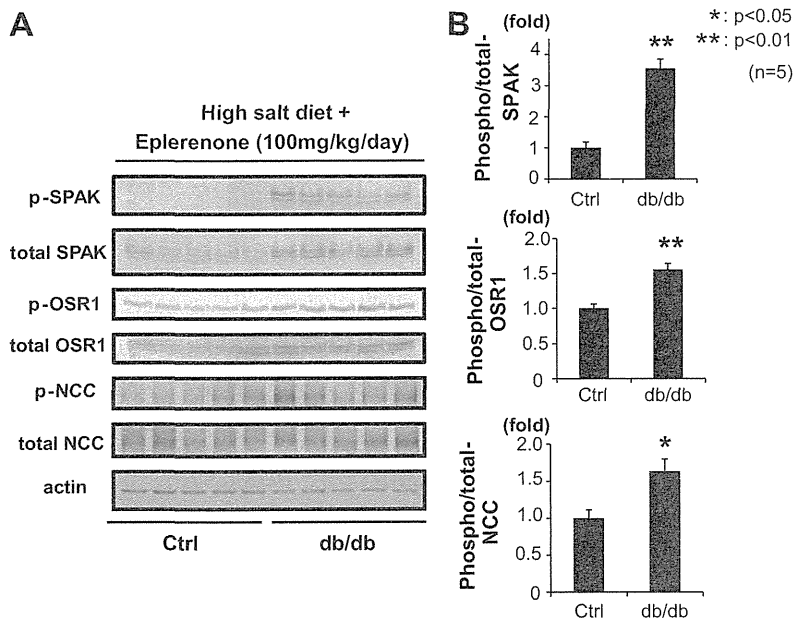 A
High salt diet +
Eplerenone (100mg/kg/day)
p-SPAK
total SPAK
p-OSR1
total OSR1
p-NCC
total NCC
actin
Ctrl
db/db
B
*: p<0.05
**: p<0.01
(n=5)
(fold)
Phospho/total-
SPAK
4
3
2
1
0
**
Ctrl
db/db
(fold)
Phospho/total-
OSR1
2.0
1.5
1.0
0.5
0
**
Ctrl
db/db
(fold)
Phospho/total-
NCC
2.0
1.5
1.0
0.5
0
*
Ctrl
db/db